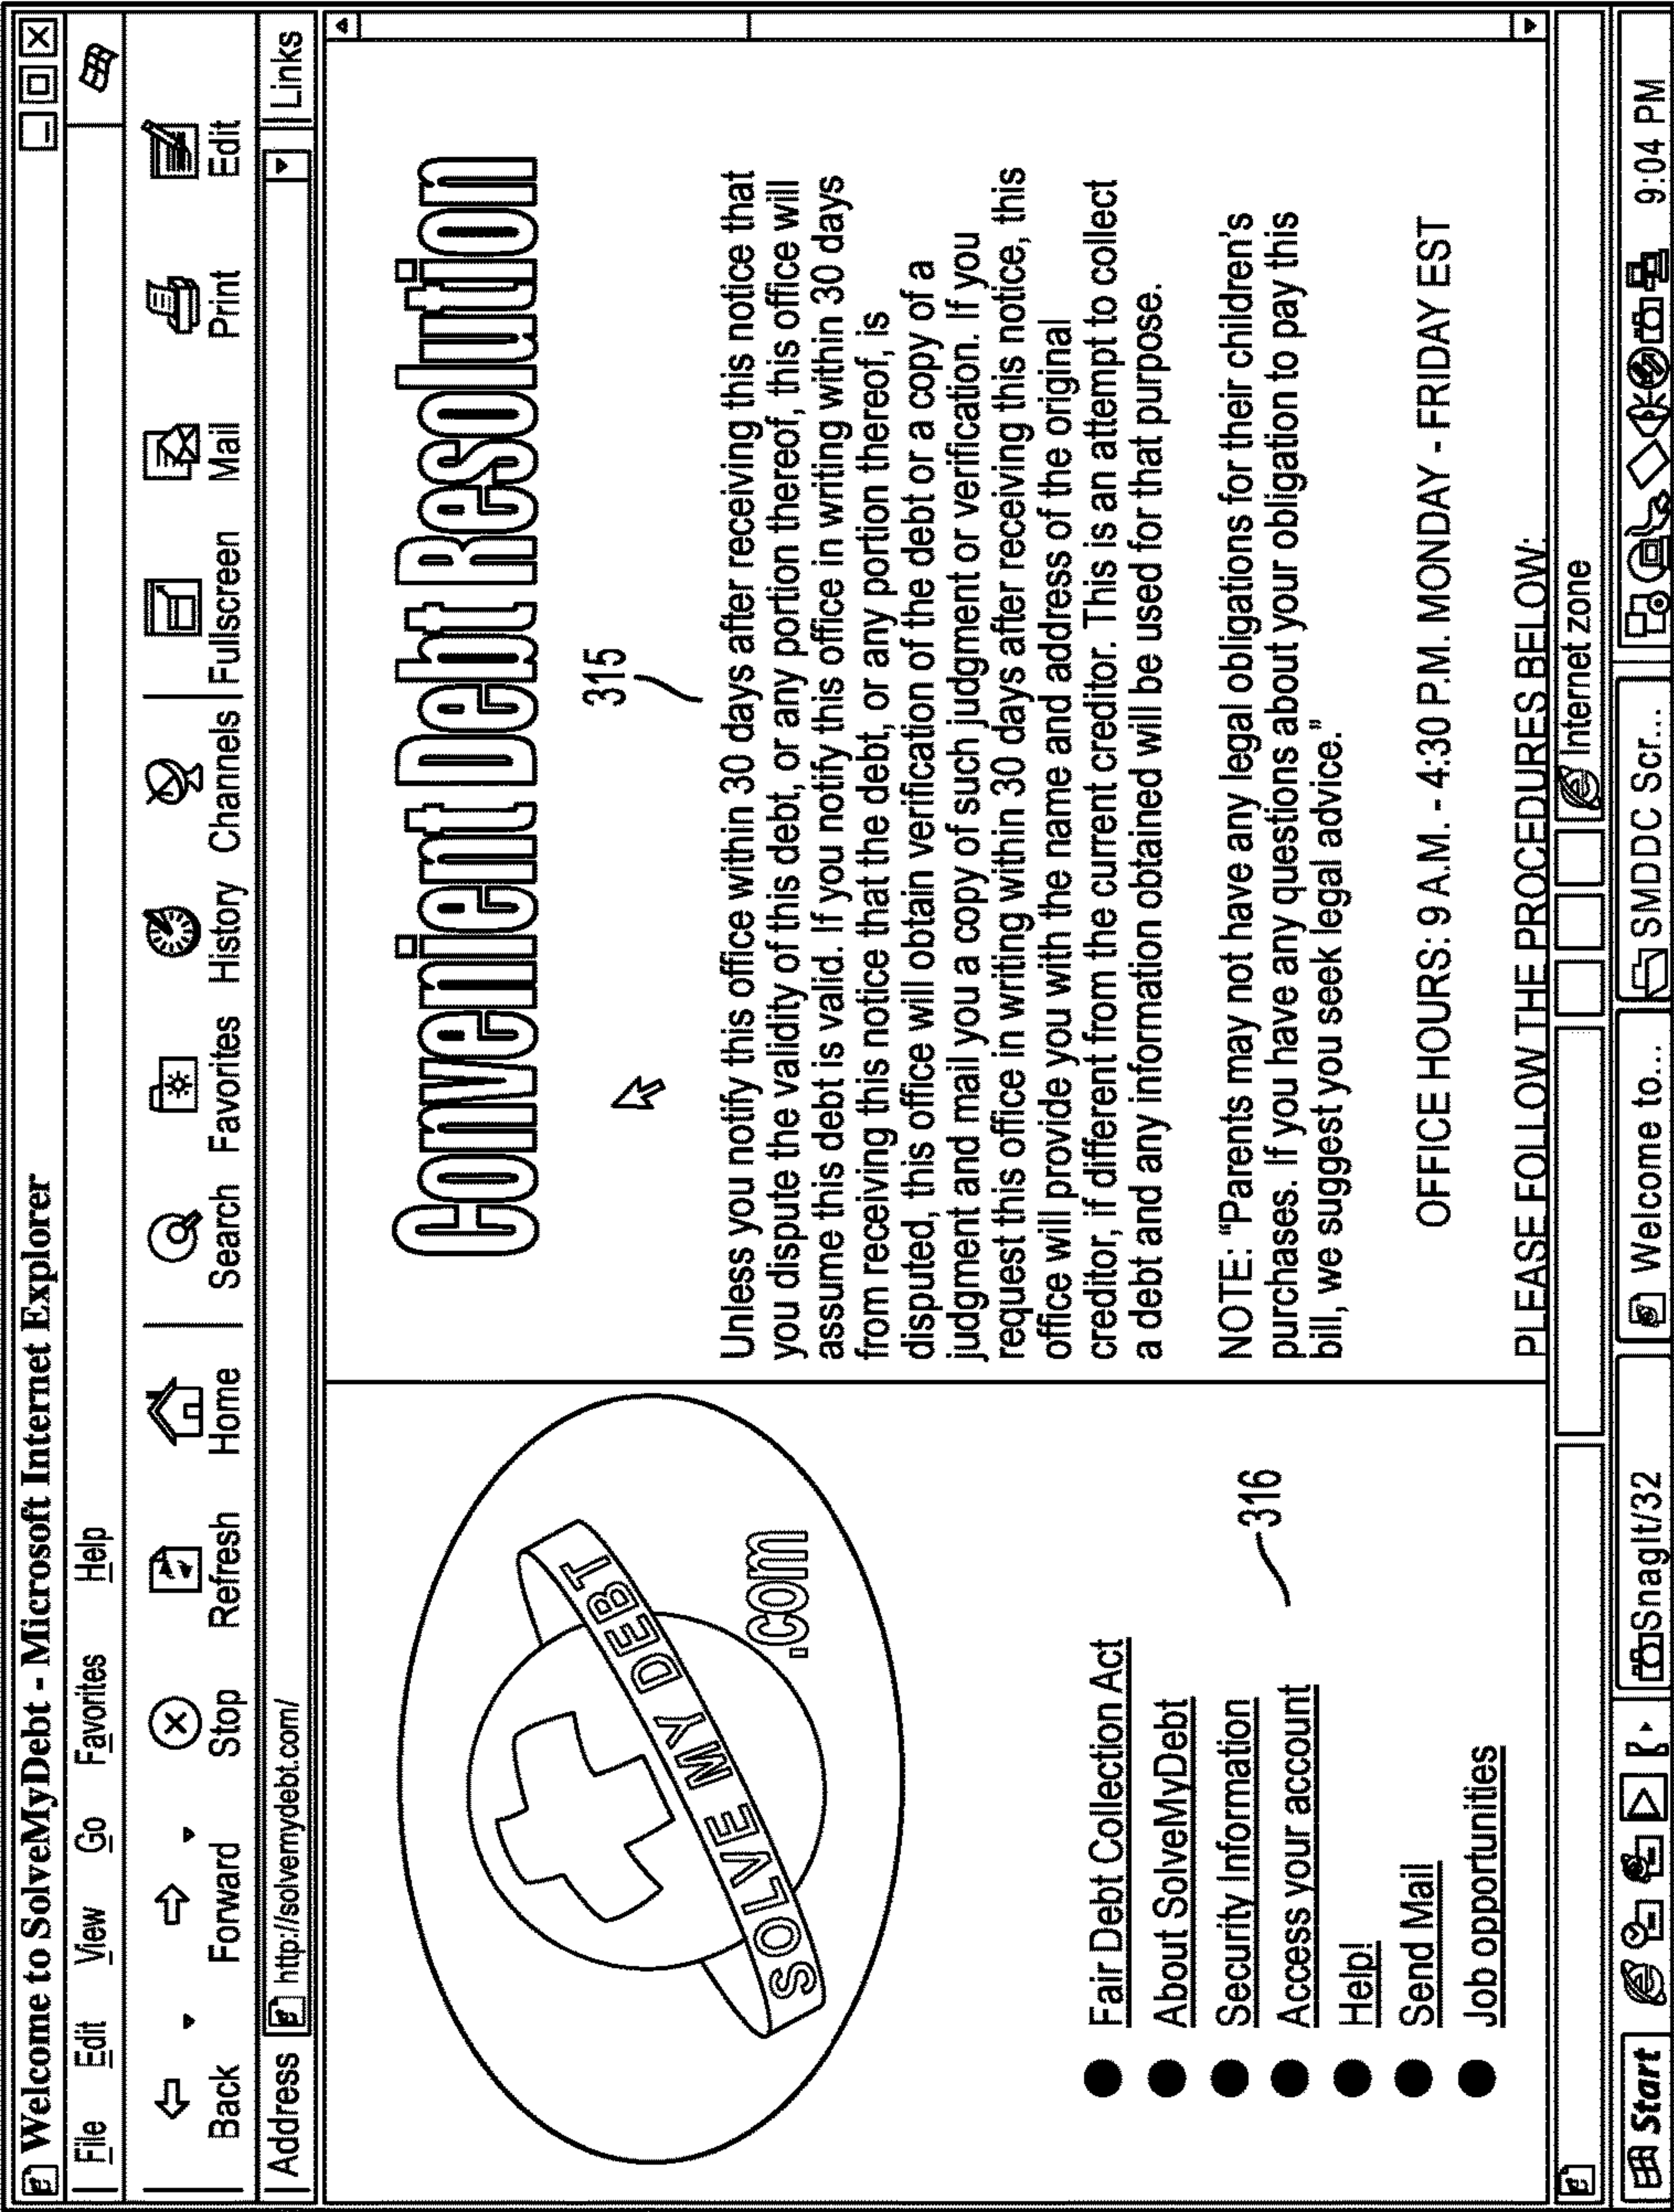 Welcome to SolveMyDebt - Microsoft Internet Explorer
File Edit View Go Favorites Help
Back Forward Stop Refresh Home Search Favorites History Channels Fullscreen Mail Print Edit
Address http://solvemydebt.com/ Links
SOLVE MY DEBT
.com
Fair Debt Collection Act
About SolveMyDebt
Security Information
Access your account
Help!
Send Mail
Job opportunities
316
Convenient Debt Resolution
315
Unless you notify this office within 30 days after receiving this notice that
you dispute the validity of this debt, or any portion thereof, this office will
assume this debt is valid. If you notify this office in writing within 30 days
from receiving this notice that the debt, or any portion thereof, is
disputed, this office will obtain verification of the debt or a copy of a
judgment and mail you a copy of such judgment or verification. If you
request this office in writing within 30 days after receiving this notice, this
office will provide you with the name and address of the original
creditor, if different from the current creditor. This is an attempt to collect
a debt and any information obtained will be used for that purpose.
NOTE: “Parents may not have any legal obligations for their children's
purchases. If you have any questions about your obligation to pay this
bill, we suggest you seek legal advice.”
OFFICE HOURS: 9 A.M. - 4:30 P.M. MONDAY - FRIDAY EST
PLEASE FOLLOW THE PROCEDURES BELOW:
Internet zone
Start SnagIt/32 Welcome to... SMDDC Scr... 9:04 PM